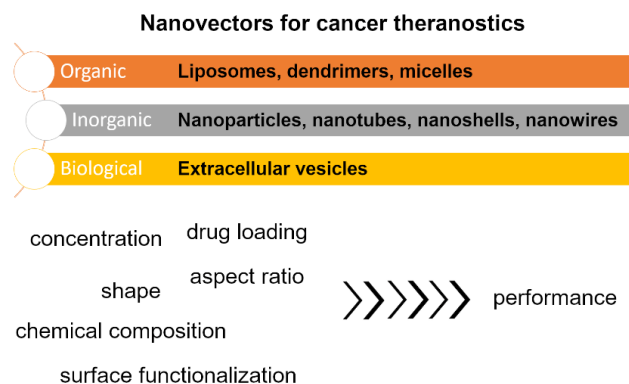 Nanovectors for cancer theranostics
Organic Liposomes, dendrimers, micelles
Inorganic Nanoparticles, nanotubes, nanoshells, nanowires
Biological Extracellular vesicles
concentration drug loading
shape aspect ratio
performance
chemical composition
surface functionalization